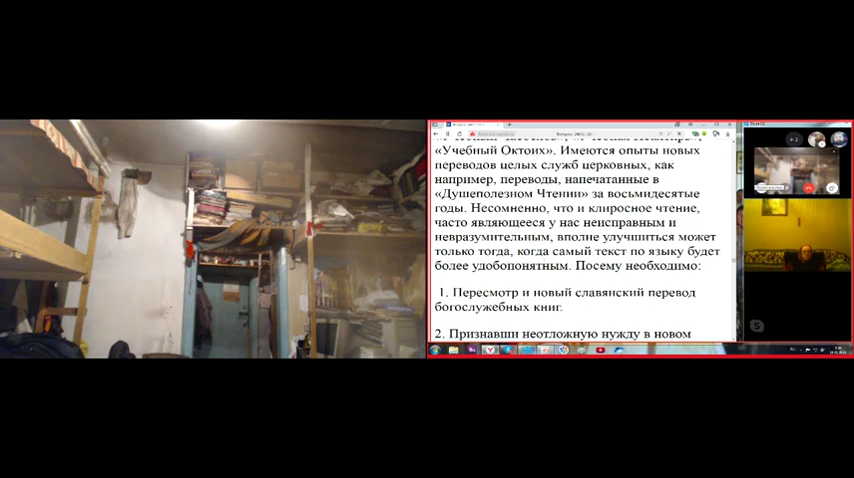 «Учебный Октоих». Имеются опыты новых
переводов целых служб церковных, как
например, переводы, напечатанные в
«Душеполезном Чтении» за восьмидесятые
годы. Несомненно, что и клиросное чтение,
часто являющееся у нас неисправным и
невразумительным, вполне улучшиться может
только тогда, когда самый текст по языку будет
более удобопонятным. Посему необходимо:
1. Пересмотр и новый славянский перевод
богослужебных книг.
2. Признавши неотложную нужду в новом